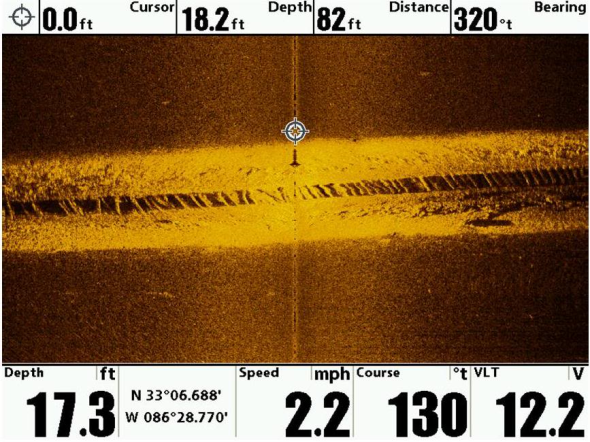 0.0ft Cursor 18.2ft Depth 82ft Distance 320°t Bearing
Depth ft Speed mph Course °t VLT V
17.3 N 33°06.688' 2.2 130 12.2
W 086°28.770'